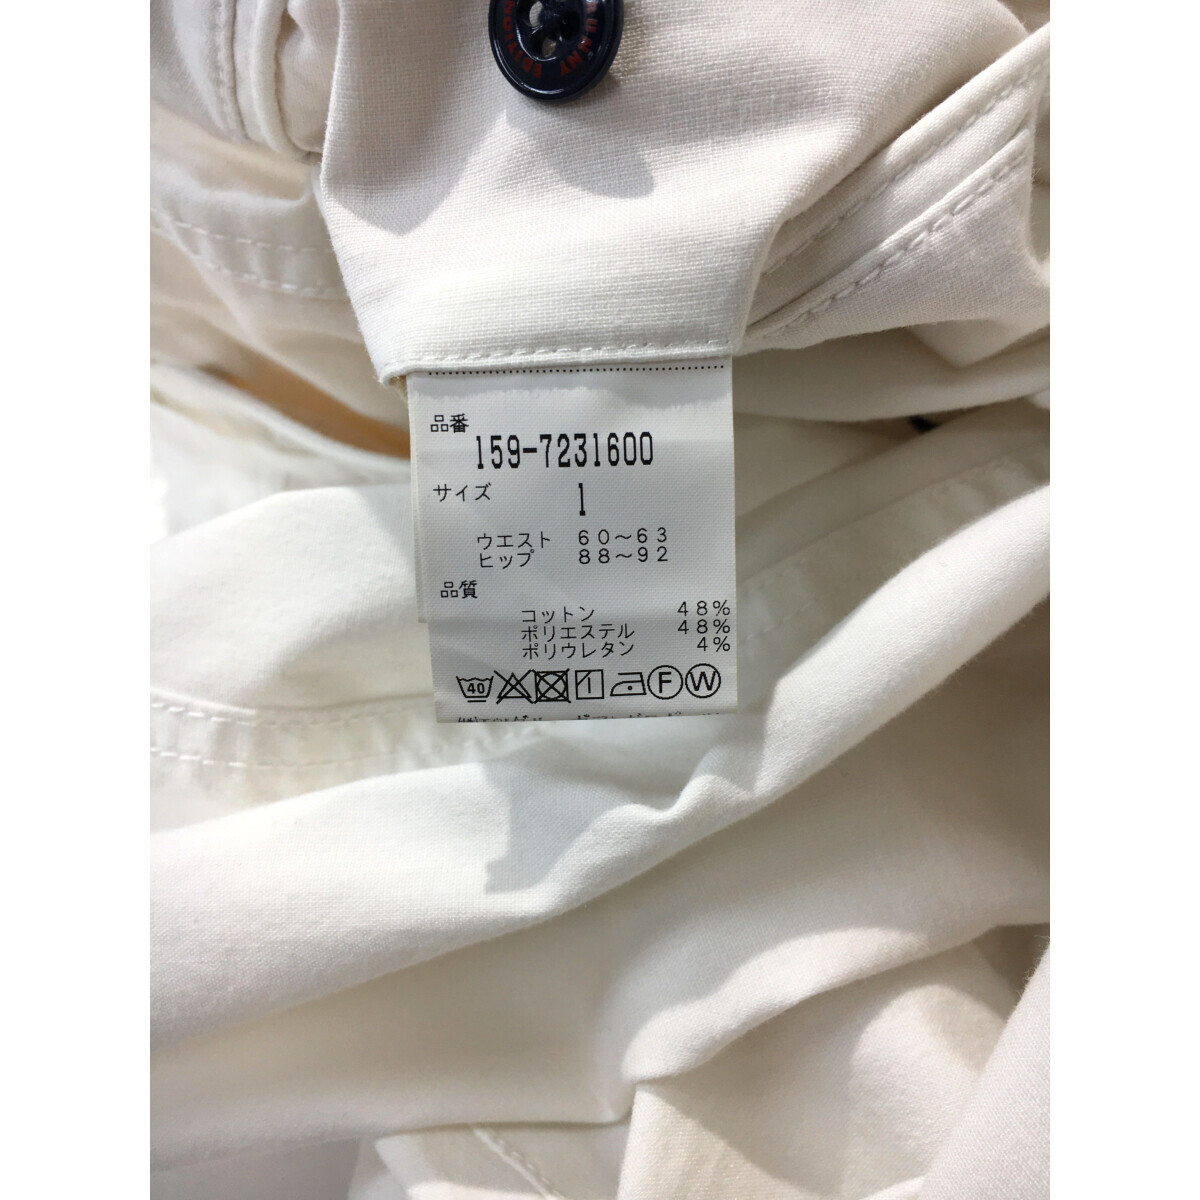 EDITION
品番
159-7231600
サイズ 1
ウエスト 60〜63
ヒップ 88〜92
品質
コットン 48%
ポリエステル 48%
ポリウレタン 4%
40 F W